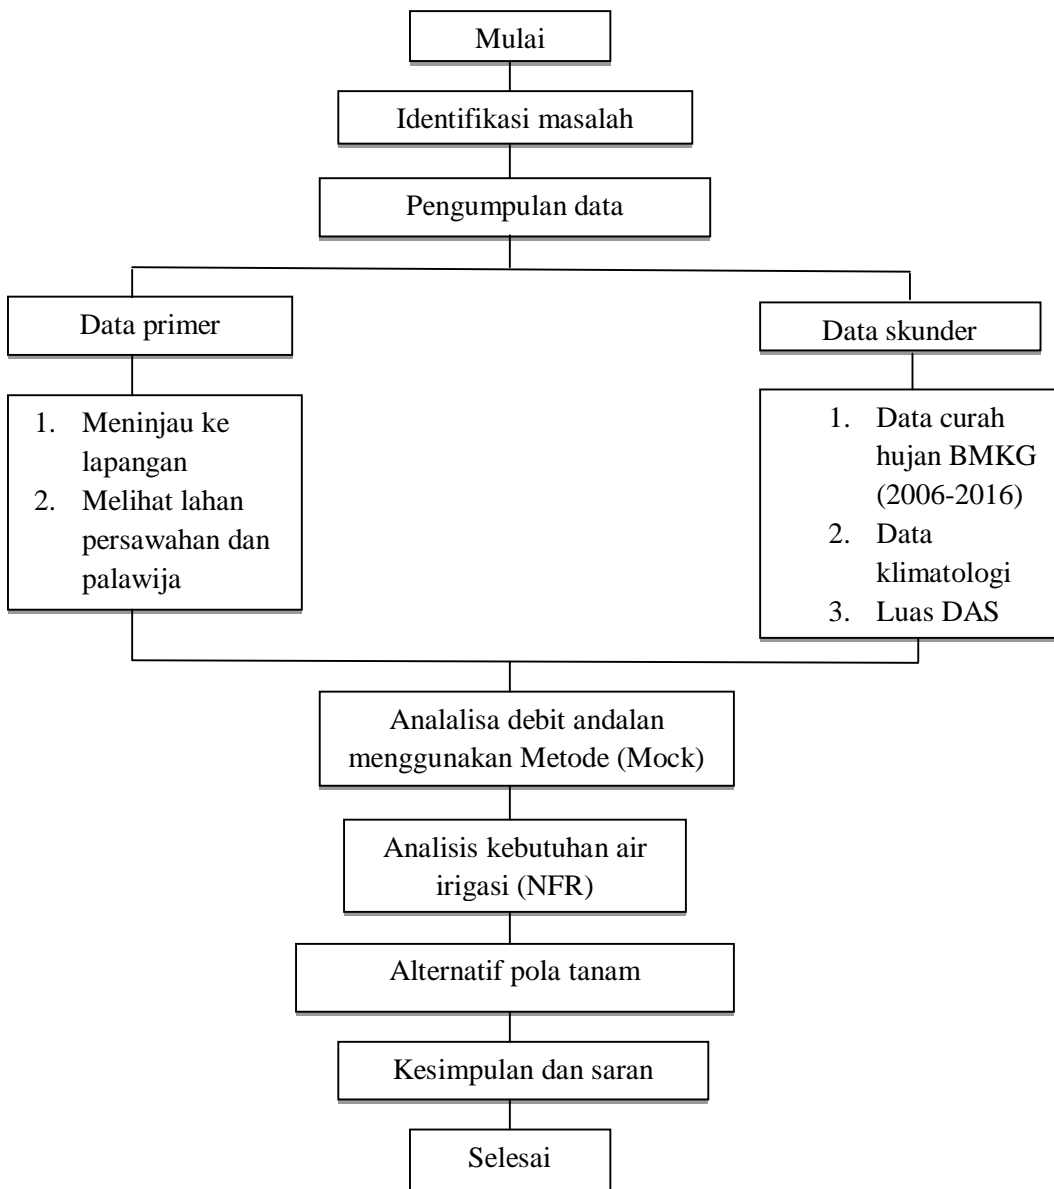 Mulai
Identifikasi masalah
Pengumpulan data
Data primer
1. Meninjau ke
lapangan
2. Melihat lahan
persawahan dan
palawija
Data skunder
1. Data curah
hujan BMKG
(2006-2016)
2. Data
klimatologi
3. Luas DAS
Analalisa debit andalan
menggunakan Metode (Mock)
Analisis kebutuhan air
irigasi (NFR)
Alternatif pola tanam
Kesimpulan dan saran
Selesai